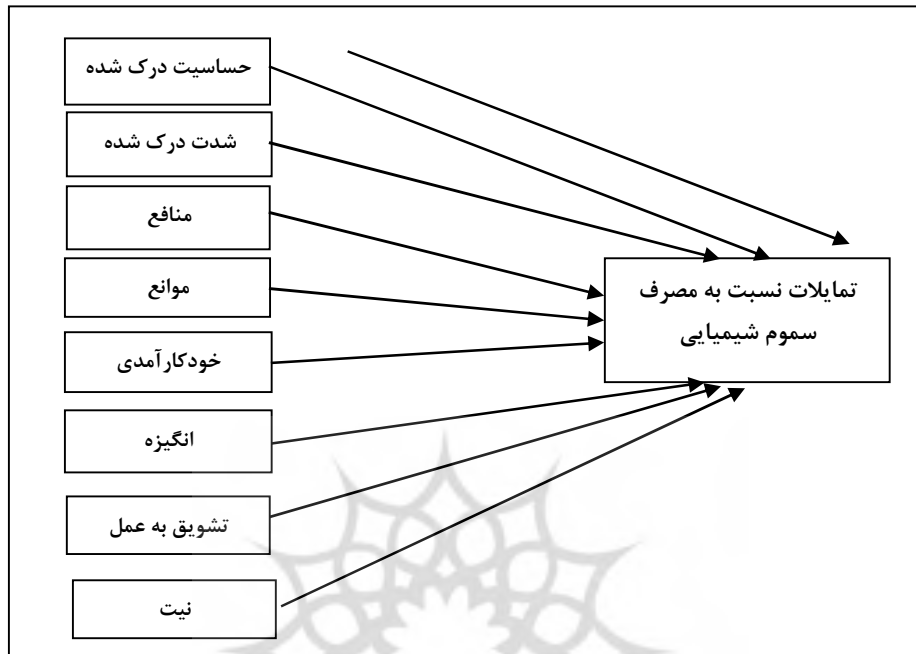 حساسیت درک شده
شدت درک شده
منافع
موانع
خودکارآمدی
انگیزه
تشویق به عمل
نیت
تمایلات نسبت به مصرف
سموم شیمیایی